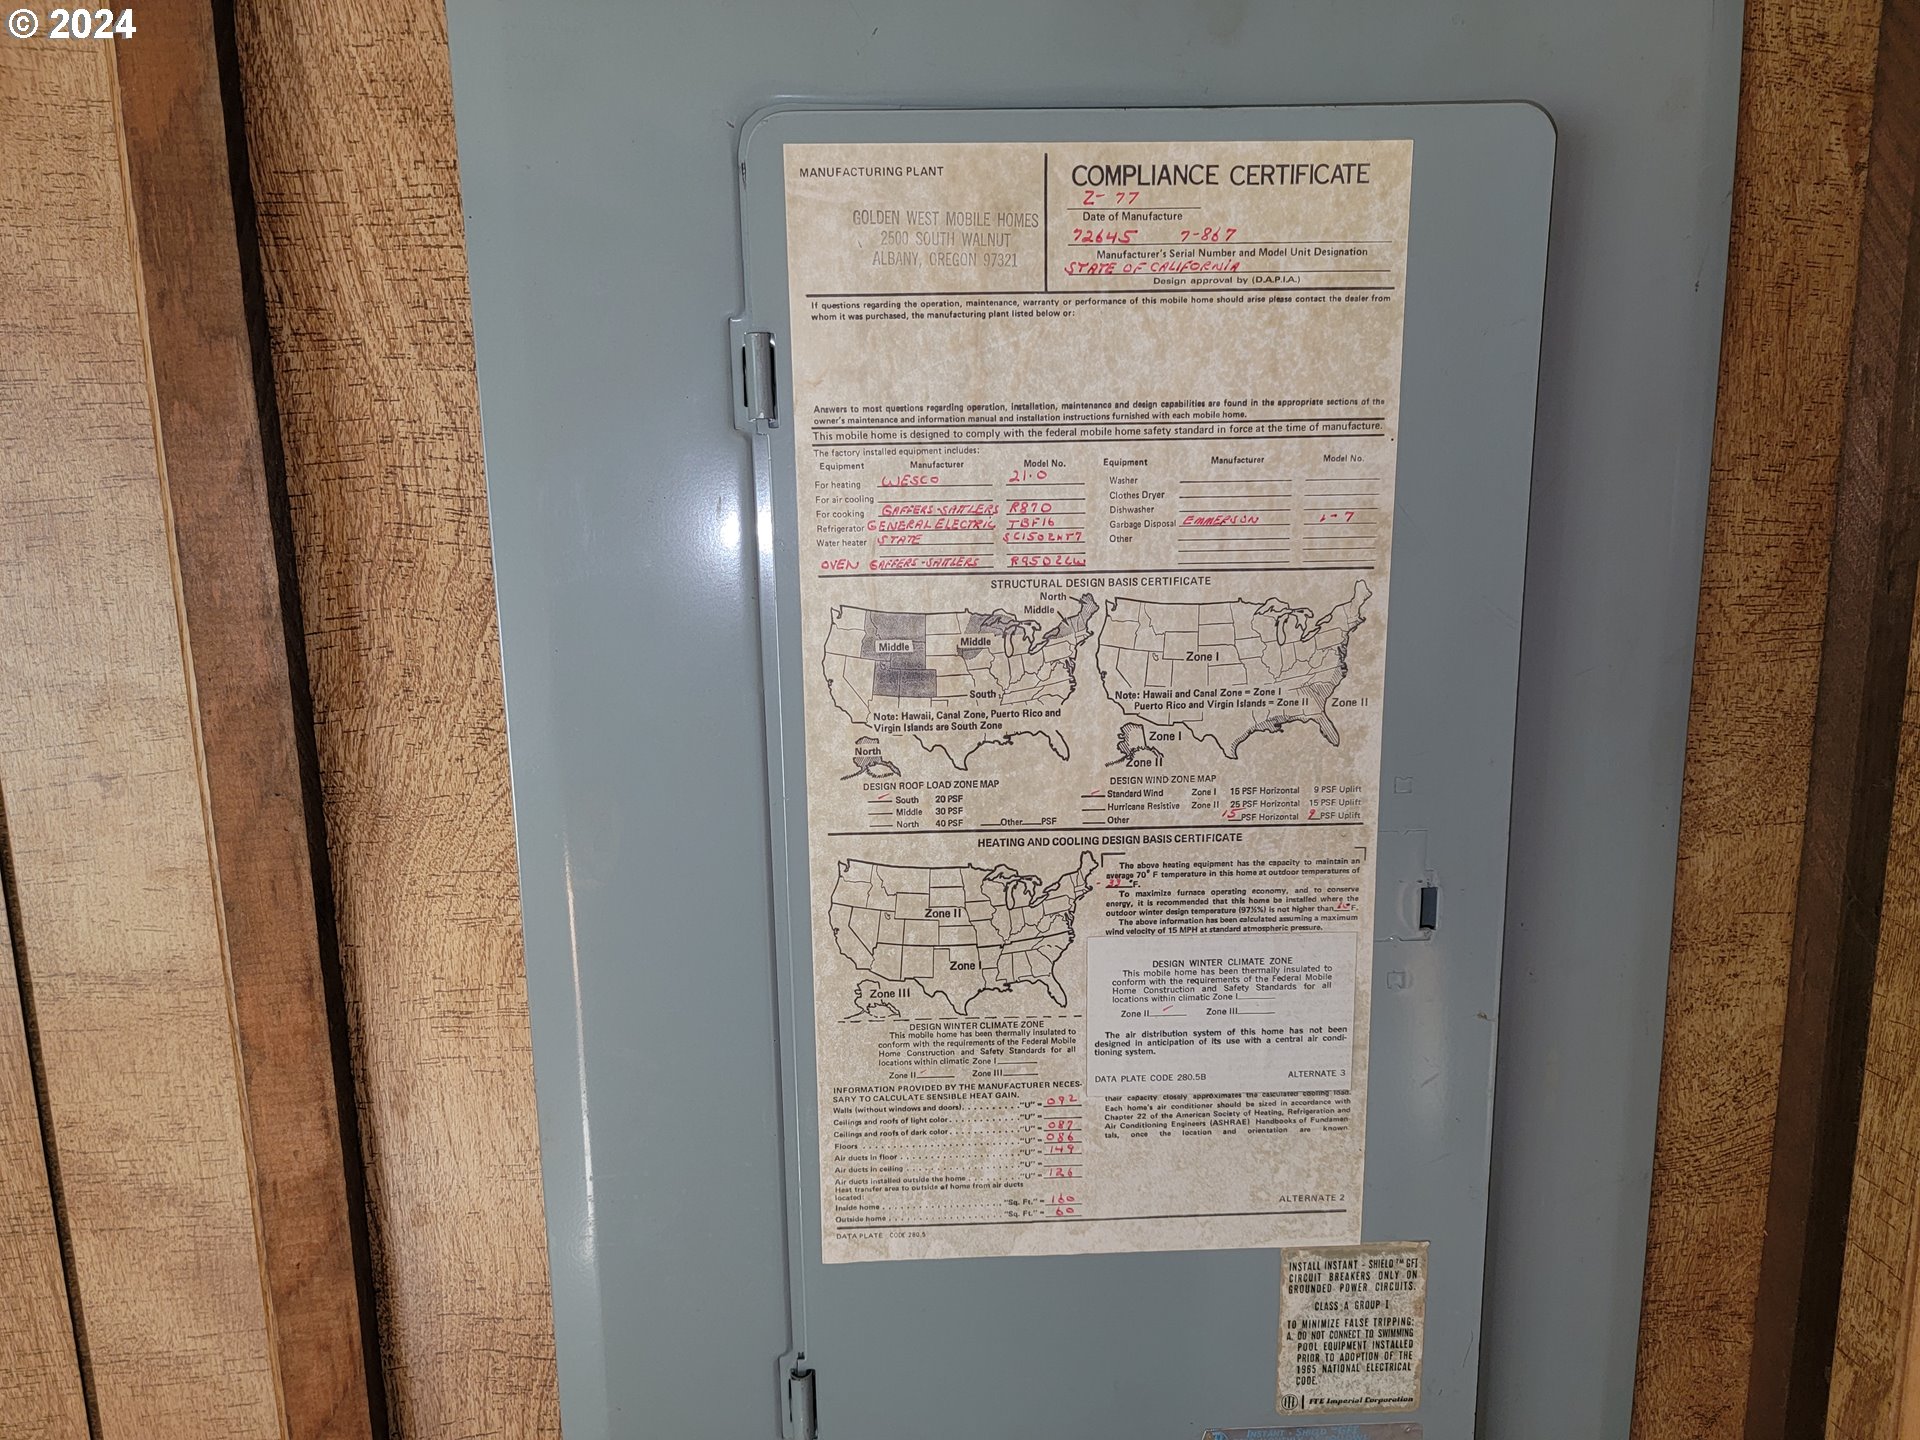 © 2024
MANUFACTURING PLANT
GOLDEN WEST MOBILE HOMES
2500 SOUTH WALNUT
ALBANY, OREGON 97321
COMPLIANCE CERTIFICATE
2-77
Date of Manufacture
72645 7-867
Manufacturer's Serial Number and Model Unit Designation
STATE OF CALIFORNIA
Design approval by (D.A.P.I.A.)
If questions regarding the operation, maintenance, warranty or performance of this mobile home should arise please contact the dealer from
whom it was purchased, the manufacturing plant listed below or:
Answers to most questions regarding operation, installation, maintenance and design capabilities are found in the appropriate sections of the
owner's maintenance and information manual and installation instructions furnished with each mobile home.
This mobile home is designed to comply with the federal mobile home safety standard in force at the time of manufacture.
The factory installed equipment includes:
Equipment Manufacturer Model No. Equipment Manufacturer Model No.
For heating WESCO 21-0 Washer
For air cooling Clothes Dryer
For cooking GAFFERS-SATTLERS R870 Dishwasher
Refrigerator GENERAL ELECTRIC TBF16 Garbage Disposal EMMERSON
Water heater STATE Other
OVEN GAFFERS-SATTLERS
STRUCTURAL DESIGN BASIS CERTIFICATE
North
Middle
Middle
Middle
South
Note: Hawaii, Canal Zone, Puerto Rico and
Virgin Islands are South Zone
North
DESIGN ROOF LOAD ZONE MAP
South 20 PSF
Middle 30 PSF
North 40 PSF Other PSF
Zone I
Note: Hawaii and Canal Zone = Zone I
Puerto Rico and Virgin Islands = Zone II
Zone II
Zone I
Zone II
DESIGN WIND ZONE MAP
Standard Wind Zone I 15 PSF Horizontal 9 PSF Uplift
Hurricane Resistive Zone II 25 PSF Horizontal 15 PSF Uplift
Other 15 PSF Horizontal 9 PSF Uplift
HEATING AND COOLING DESIGN BASIS CERTIFICATE
Zone II
Zone I
Zone III
The above heating equipment has the capacity to maintain an
average 70° F temperature in this home at outdoor temperatures of
°F.
To maximize furnace operating economy, and to conserve
energy, it is recommended that this home be installed where the
outdoor winter design temperature (97½%) is not higher than °F.
The above information has been calculated assuming a maximum
wind velocity of 15 MPH at standard atmospheric pressure.
DESIGN WINTER CLIMATE ZONE
This mobile home has been thermally insulated to
conform with the requirements of the Federal Mobile
Home Construction and Safety Standards for all
locations within climatic Zone I
Zone II Zone III
The air distribution system of this home has not been
designed in anticipation of its use with a central air condi-
tioning system.
DATA PLATE CODE 280.5B ALTERNATE 3
DESIGN WINTER CLIMATE ZONE
This mobile home has been thermally insulated to
conform with the requirements of the Federal Mobile
Home Construction and Safety Standards for all
locations within climatic Zone I
Zone II Zone III
INFORMATION PROVIDED BY THE MANUFACTURER NECES-
SARY TO CALCULATE SENSIBLE HEAT GAIN.
Walls (without windows and doors) "U" = 092
Ceilings and roofs of light color "U" =
Ceilings and roofs of dark color "U" = 087
Floors "U" = 086
Air ducts in floor "U" = 149
Air ducts in ceiling "U" =
Air ducts installed outside the home "U" = 126
Heat transfer area to outside of home from air ducts
located:
Inside home "Sq. Ft." = 160
Outside home "Sq. Ft." = 60
DATA PLATE CODE 280.5
their capacity closely approximates the calculated cooling load.
Each home's air conditioner should be sized in accordance with
Chapter 22 of the American Society of Heating, Refrigeration and
Air Conditioning Engineers (ASHRAE) Handbooks of Fundamen
tals, once the location and orientation are known.
ALTERNATE 2
INSTALL INSTANT - SHIELD™ GFI
CIRCUIT BREAKERS ONLY ON
GROUNDED POWER CIRCUITS.
CLASS A GROUP I
TO MINIMIZE FALSE TRIPPING:
A. DO NOT CONNECT TO SWIMMING
POOL EQUIPMENT INSTALLED
PRIOR TO ADOPTION OF THE
1965 NATIONAL ELECTRICAL
CODE.
ITE Imperial Corporation